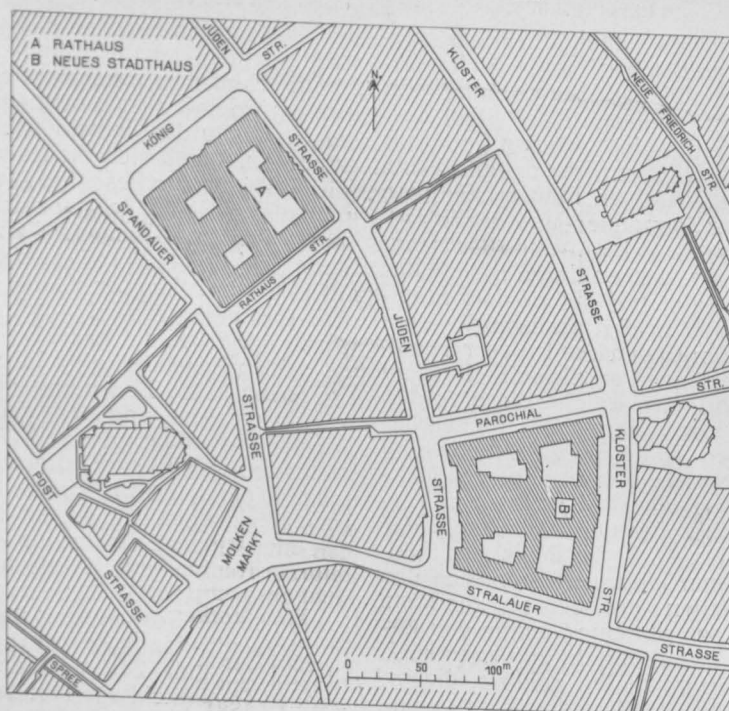 A RATHAUS
B NEUES STADTHAUS
JUDEN
STR.
KÖNIG
STRASSE
N.
KLOSTER
NEUE FRIEDRICH
STR.
SPANDAUER
A
RATHAUS STR.
STRASSE
JUDEN
STRASSE
PAROCHIAL
STR.
KLOSTER
STR.
STRASSE
B
POST
STRASSE
MOLKEN
MARKT
STRALAUER
STRASSE
SPREE
0 50 100m